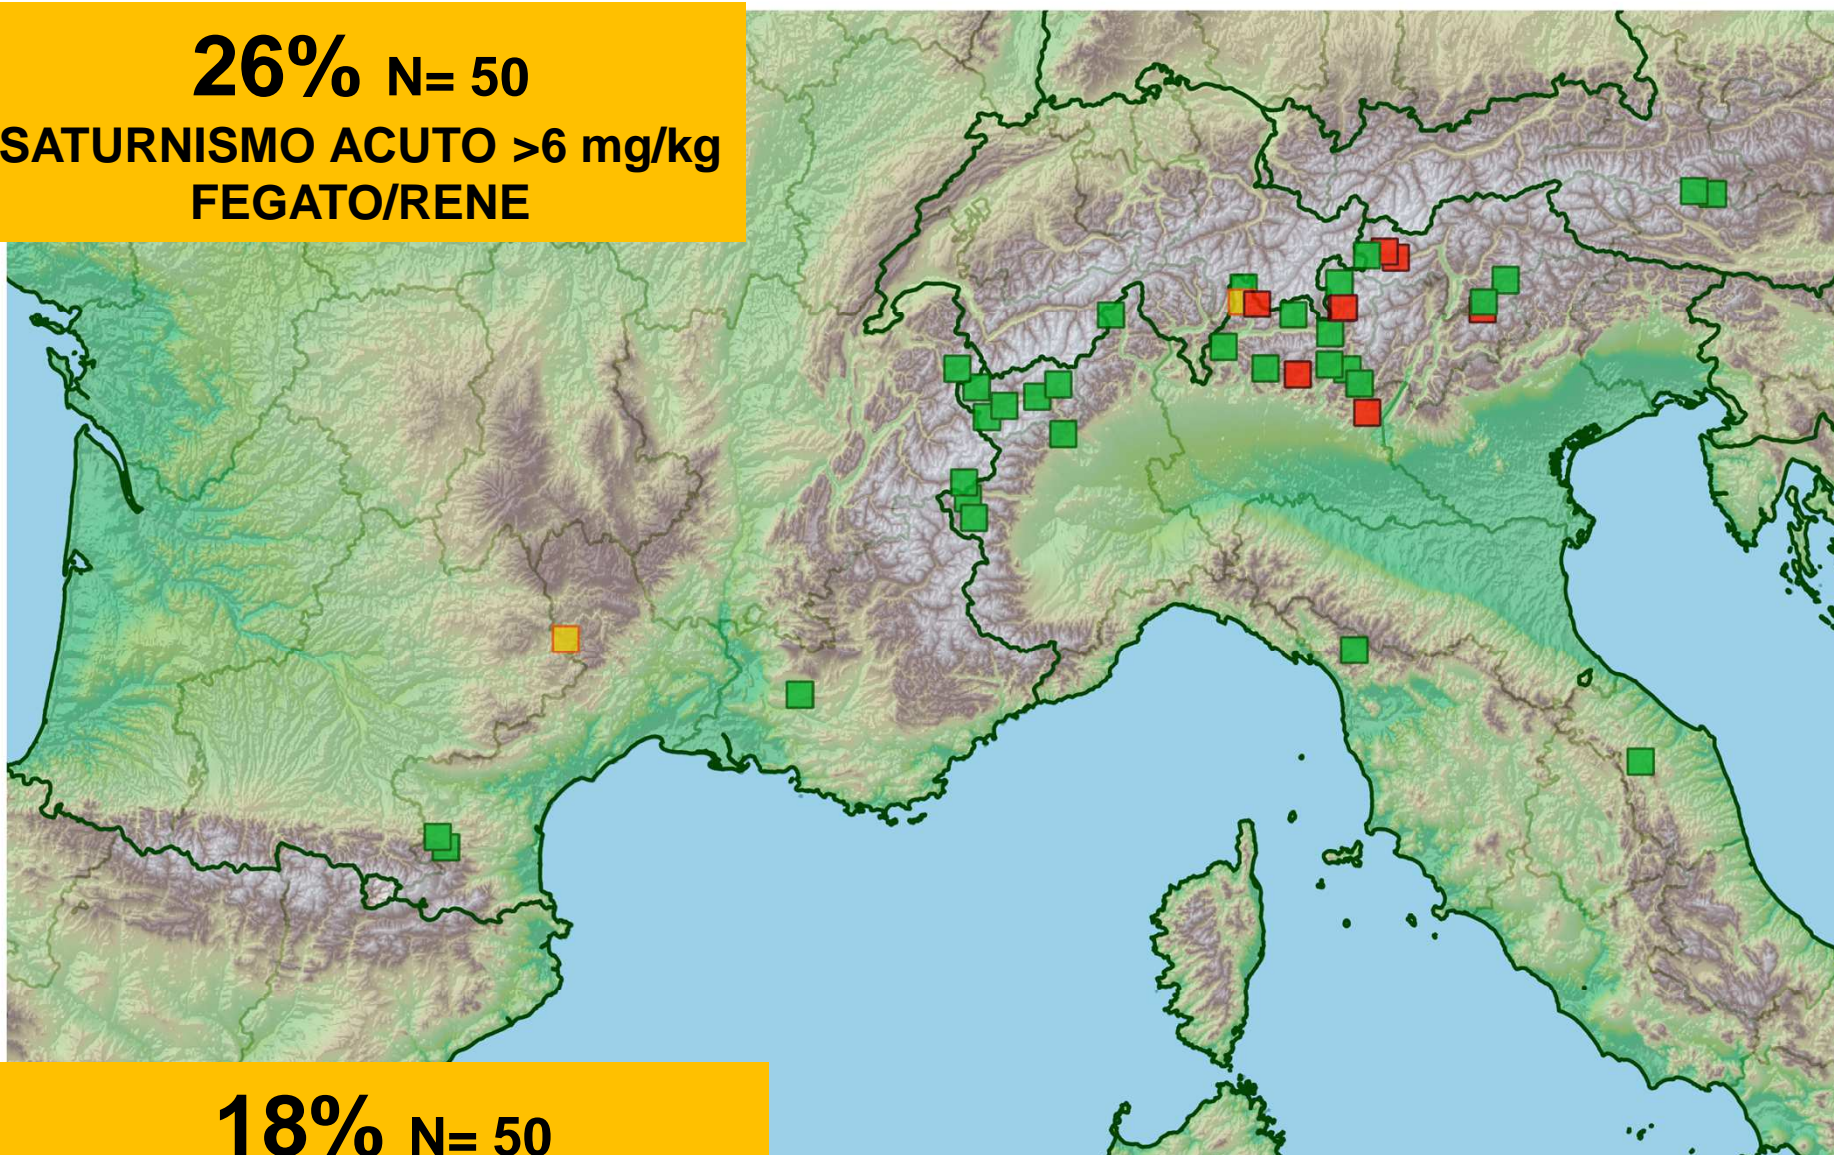 26% N= 50
SATURNISMO ACUTO >6 mg/kg
FEGATO/RENE
18% N= 50